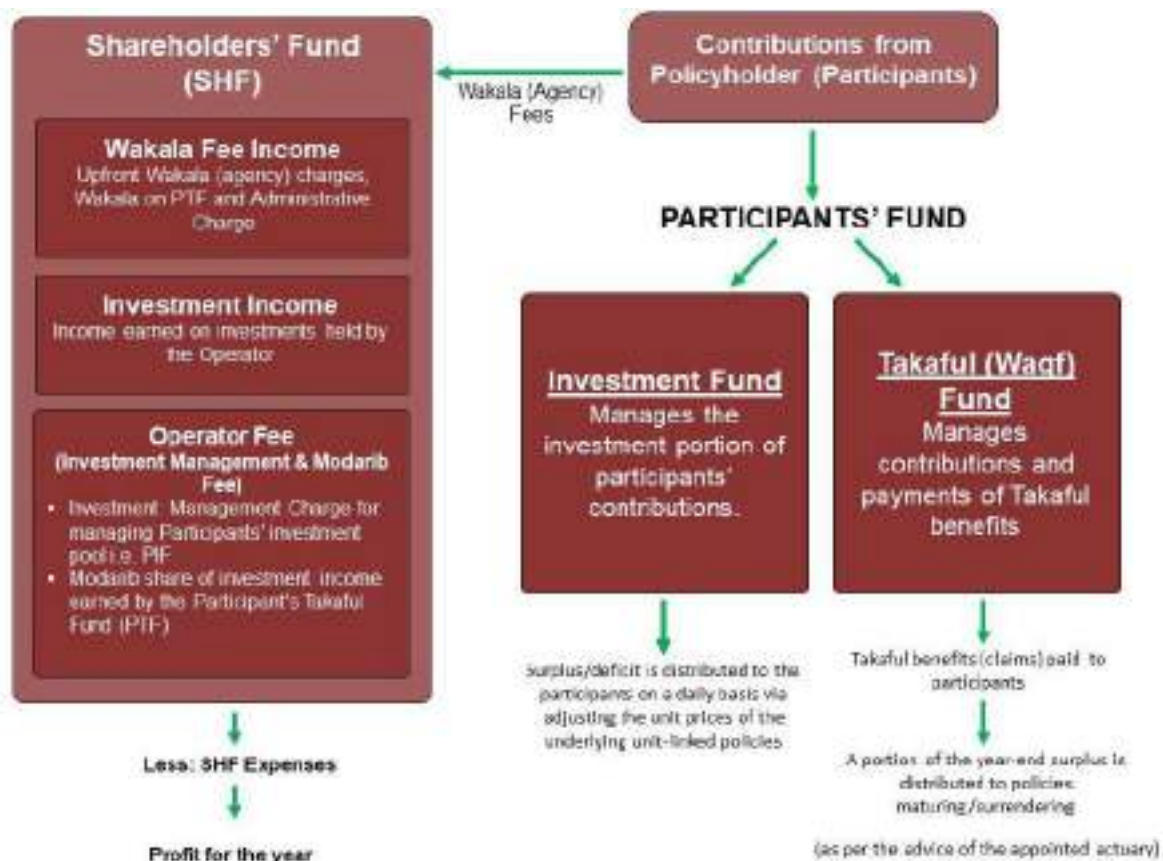 Shareholders' Fund
(SHF)
Wakala Fee Income
Upfront Wakala (agency) charges,
Wakala on PTF and Administrative
Charge
Investment Income
Income earned on investments held by
the Operator
Operator Fee
(Investment Management & Modarib
Fee)
• Investment Management Charge for
managing Participants' investment
pool i.e. PIF
• Modarib share of investment income
earned by the Participant's Takaful
Fund (PTF)
Less: SHF Expenses
Profit for the year
Wakala (Agency)
Fees
Contributions from
Policyholder (Participants)
PARTICIPANTS' FUND
Investment Fund
Manages the
investment portion of
participants'
contributions.
Surplus/deficit is distributed to the
participants on a daily basis via
adjusting the unit prices of the
underlying unit-linked policies
Takaful (Waqf)
Fund
Manages
contributions and
payments of Takaful
benefits
Takaful benefits (claims) paid to
participants
A portion of the year-end surplus is
distributed to policies
maturing/surrendering
(as per the advice of the appointed actuary)